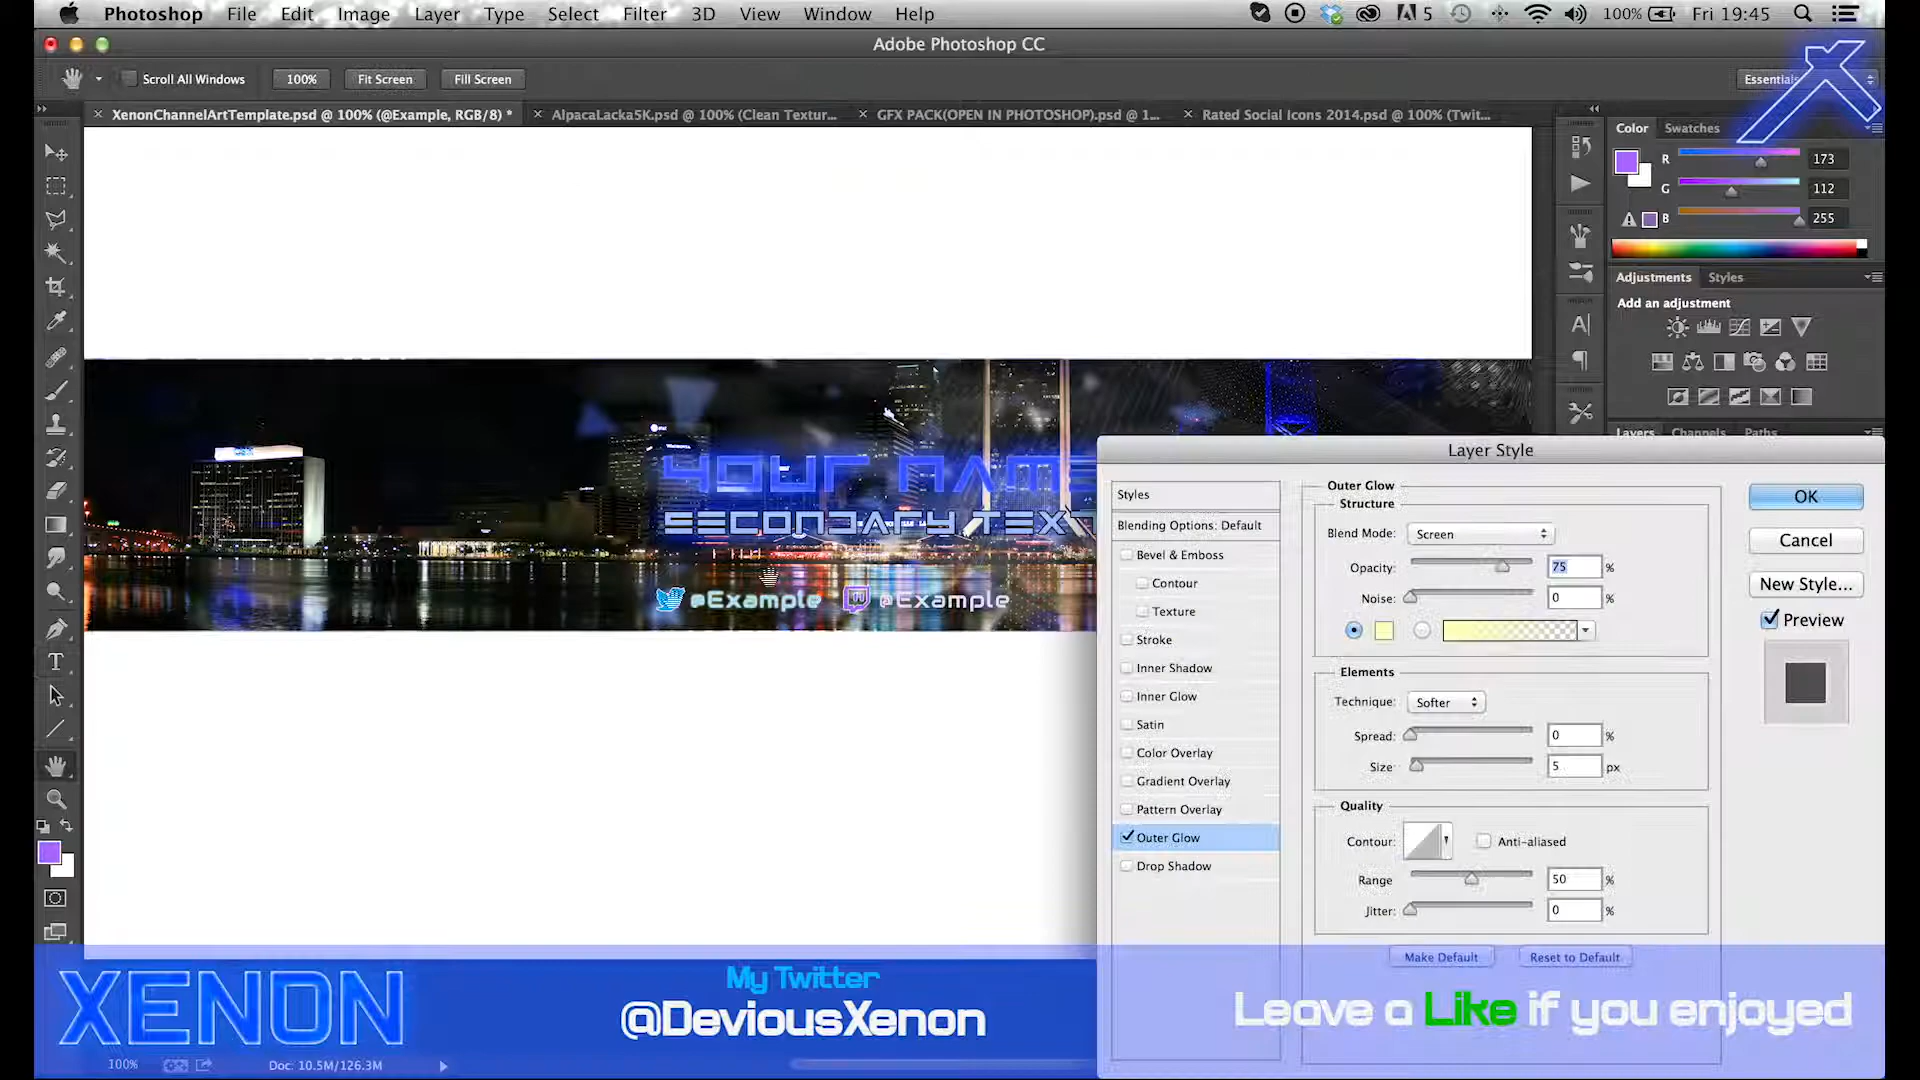 Photoshop File Edit Image Layer Type Select Filter 3D View Window Help 5 100% Fri 19:45
Adobe Photoshop CC
Scroll All Windows 100% Fit Screen Fill Screen Essentials
XenonChannelArtTemplate.psd @ 100% (@Example, RGB/8) * AlpacaLacka5K.psd @ 100% (Clean Textur... GFX PACK(OPEN IN PHOTOSHOP).psd @ 1... Rated Social Icons 2014.psd @ 100% (Twit...
Color Swatches
R 173
G 112
B 255
Adjustments Styles
Add an adjustment
Layers Channels Paths
YOUR NAME
SECONDARY TEXT
@Example @Example
Layer Style
Styles
Blending Options: Default
Bevel & Emboss
Contour
Texture
Stroke
Inner Shadow
Inner Glow
Satin
Color Overlay
Gradient Overlay
Pattern Overlay
Outer Glow
Drop Shadow
Outer Glow
Structure
Blend Mode: Screen
Opacity: 75 %
Noise: 0 %
Elements
Technique: Softer
Spread: 0 %
Size: 5 px
Quality
Contour: Anti-aliased
Range 50 %
Jitter: 0 %
Make Default Reset to Default
OK
Cancel
New Style...
Preview
XENON
My Twitter
@DeviousXenon
Leave a Like if you enjoyed
100% Doc: 10.5M/126.3M